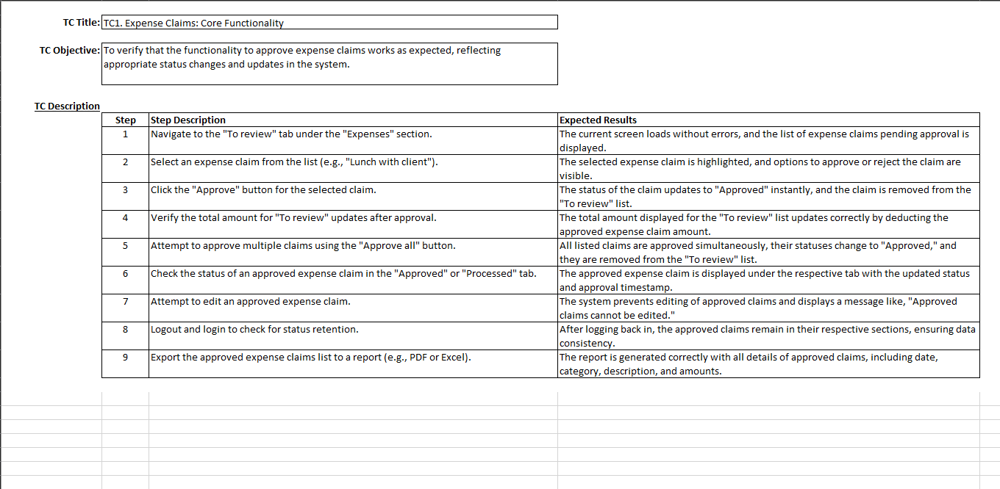 TC Title: TC1. Expense Claims: Core Functionality
TC Objective: To verify that the functionality to approve expense claims works as expected, reflecting
appropriate status changes and updates in the system.
TC Description
Step Step Description Expected Results
1 Navigate to the "To review" tab under the "Expenses" section. The current screen loads without errors, and the list of expense claims pending approval is
displayed.
2 Select an expense claim from the list (e.g., "Lunch with client"). The selected expense claim is highlighted, and options to approve or reject the claim are
visible.
3 Click the "Approve" button for the selected claim. The status of the claim updates to "Approved" instantly, and the claim is removed from the
"To review" list.
4 Verify the total amount for "To review" updates after approval. The total amount displayed for the "To review" list updates correctly by deducting the
approved expense claim amount.
5 Attempt to approve multiple claims using the "Approve all" button. All listed claims are approved simultaneously, their statuses change to "Approved," and
they are removed from the "To review" list.
6 Check the status of an approved expense claim in the "Approved" or "Processed" tab. The approved expense claim is displayed under the respective tab with the updated status
and approval timestamp.
7 Attempt to edit an approved expense claim. The system prevents editing of approved claims and displays a message like, "Approved
claims cannot be edited."
8 Logout and login to check for status retention. After logging back in, the approved claims remain in their respective sections, ensuring data
consistency.
9 Export the approved expense claims list to a report (e.g., PDF or Excel). The report is generated correctly with all details of approved claims, including date,
category, description, and amounts.